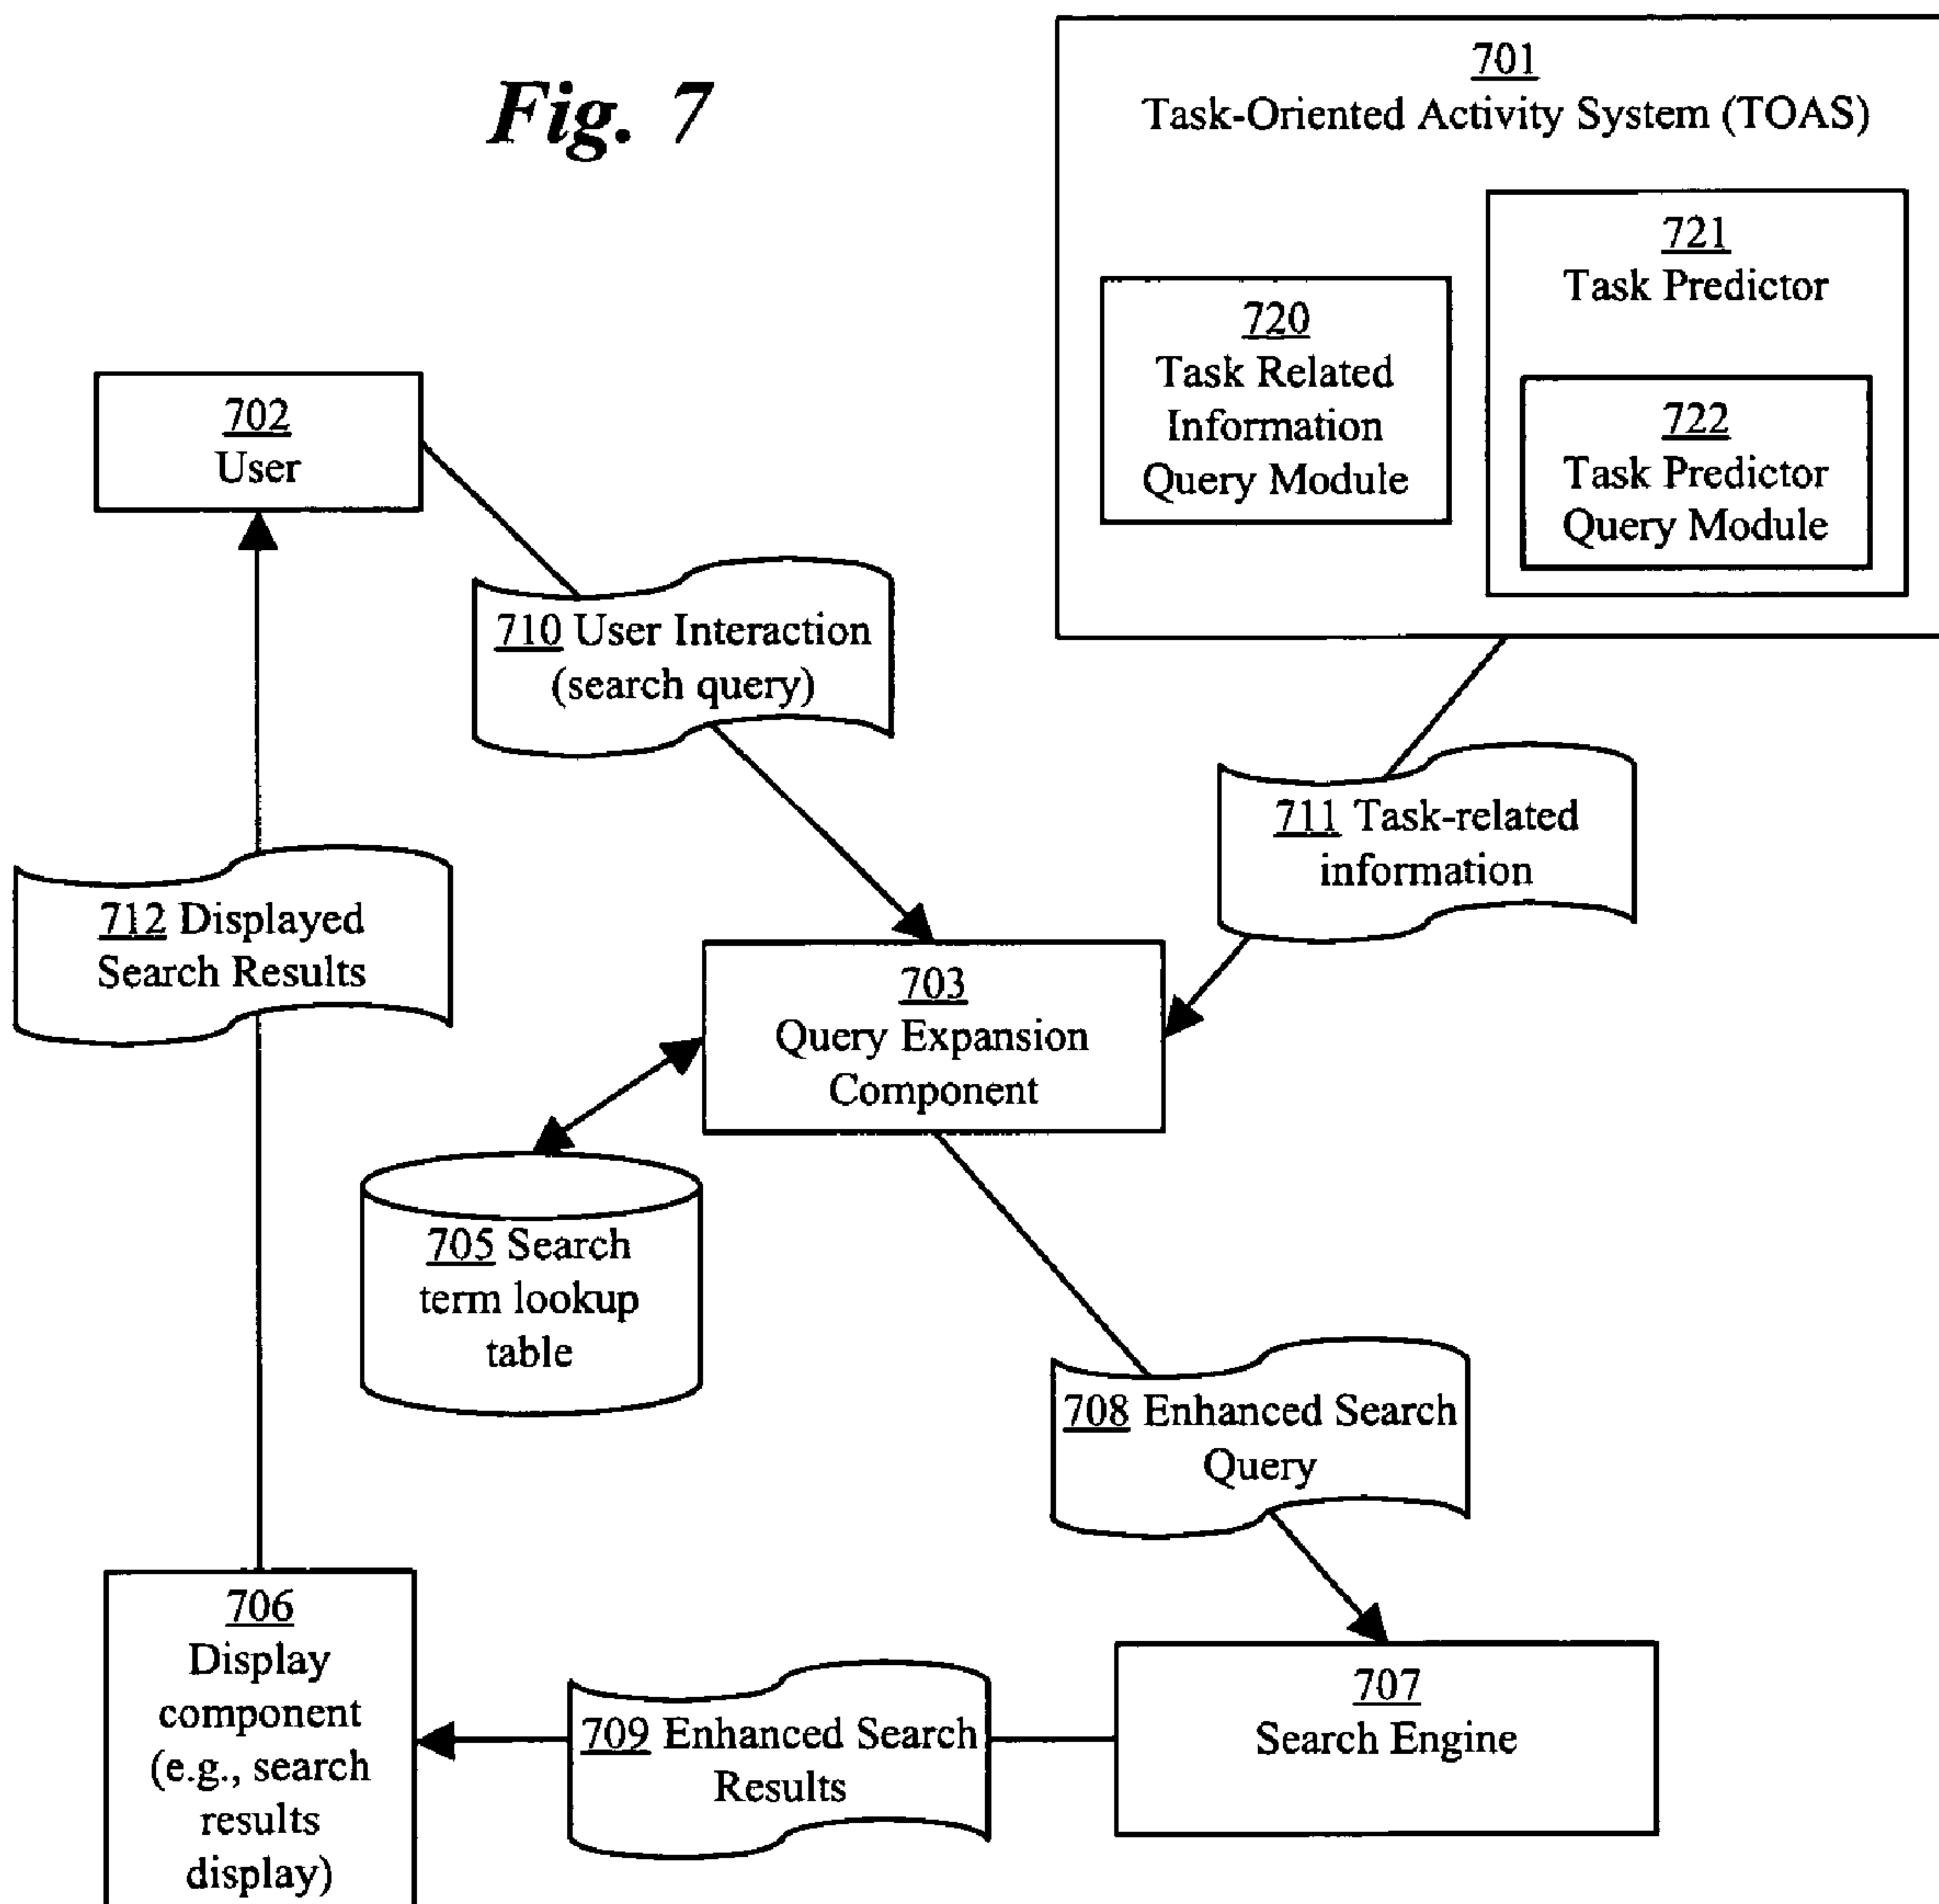 Fig. 7
701
Task-Oriented Activity System (TOAS)
721
Task Predictor
720
Task Related
Information
Query Module
722
Task Predictor
Query Module
702
User
710 User Interaction
(search query)
711 Task-related
information
712 Displayed
Search Results
703
Query Expansion
Component
705 Search
term lookup
table
708 Enhanced Search
Query
706
Display
component
(e.g., search
results
display)
709 Enhanced Search
Results
707
Search Engine